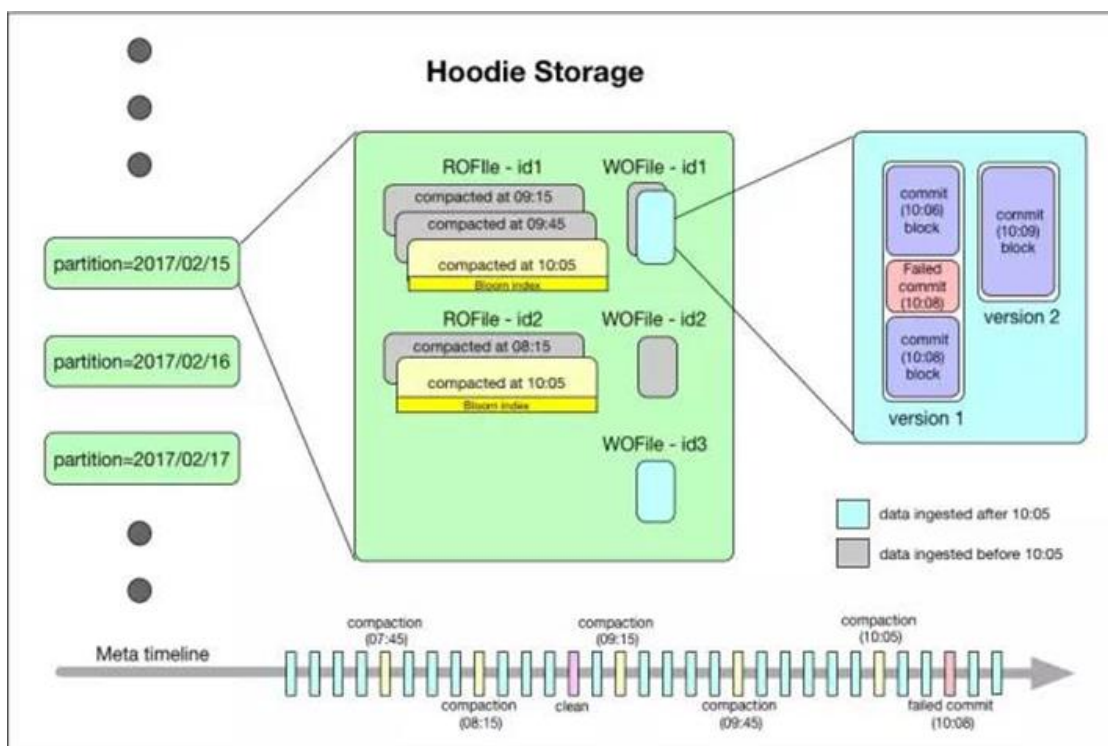 Hoodie Storage
partition=2017/02/15
partition=2017/02/16
partition=2017/02/17
ROFIle - id1
compacted at 09:15
compacted at 09:45
compacted at 10:05
Bloom index
ROFile - id2
compacted at 08:15
compacted at 10:05
Bloom index
WOFile - id1
WOFile - id2
WOFile - id3
commit
(10:06)
block
Failed
commit
(10:08)
commit
(10:08)
block
version 1
commit
(10:09)
block
version 2
data ingested after 10:05
data ingested before 10:05
Meta timeline
compaction
(07:45)
compaction
(08:15)
clean
compaction
(09:15)
compaction
(09:45)
compaction
(10:05)
failed commit
(10:08)